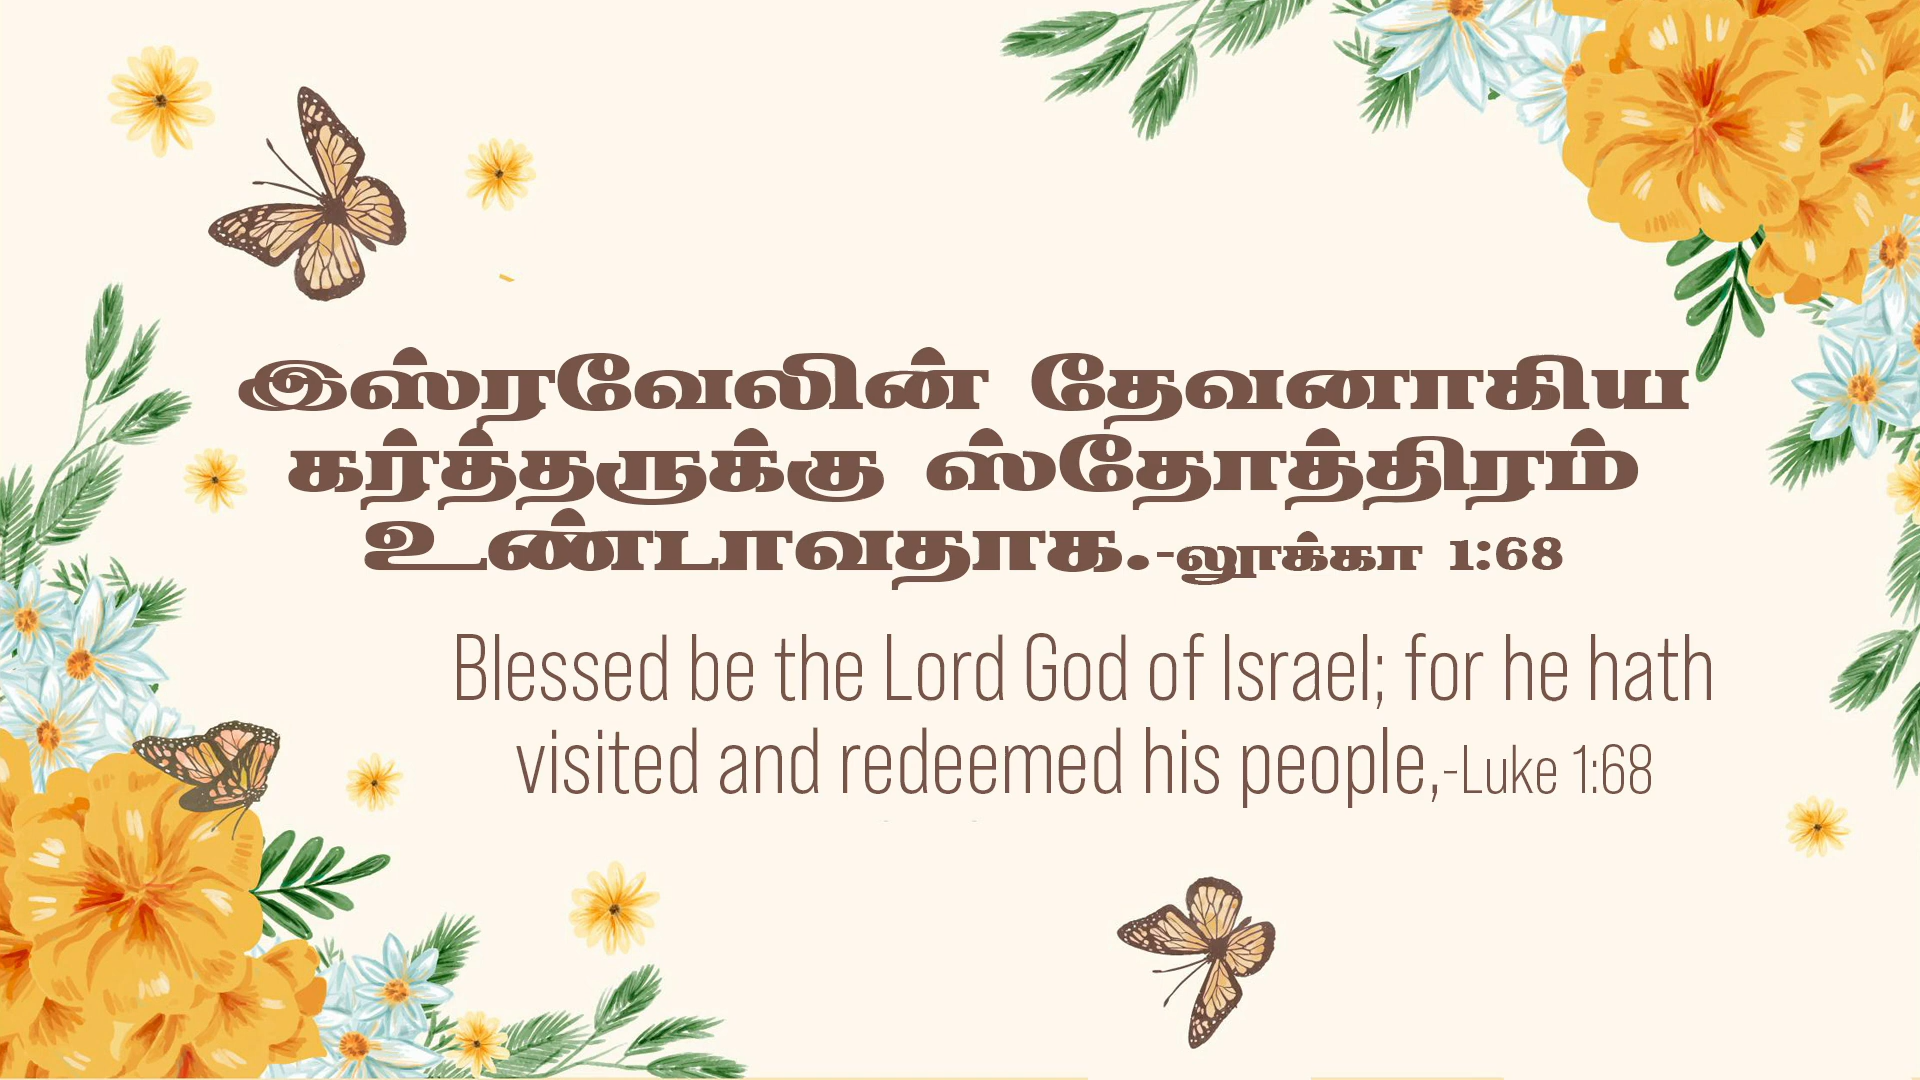 இஸ்ரவேலின் தேவனாகிய
கர்த்தருக்கு ஸ்தோத்திரம்
உண்டாவதாக.-லூக்கா 1:68
Blessed be the Lord God of Israel; for he hath
visited and redeemed his people,-Luke 1:68